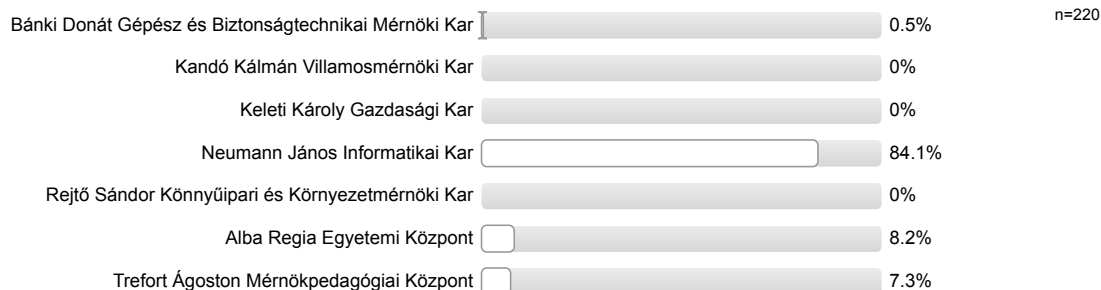 Bánki Donát Gépész és Biztonságtechnikai Mérnöki Kar 0.5% n=220
Kandó Kálmán Villamosmérnöki Kar 0%
Keleti Károly Gazdasági Kar 0%
Neumann János Informatikai Kar 84.1%
Rejtő Sándor Könnyűipari és Környezetmérnöki Kar 0%
Alba Regia Egyetemi Központ 8.2%
Trefort Ágoston Mérnökpedagógiai Központ 7.3%